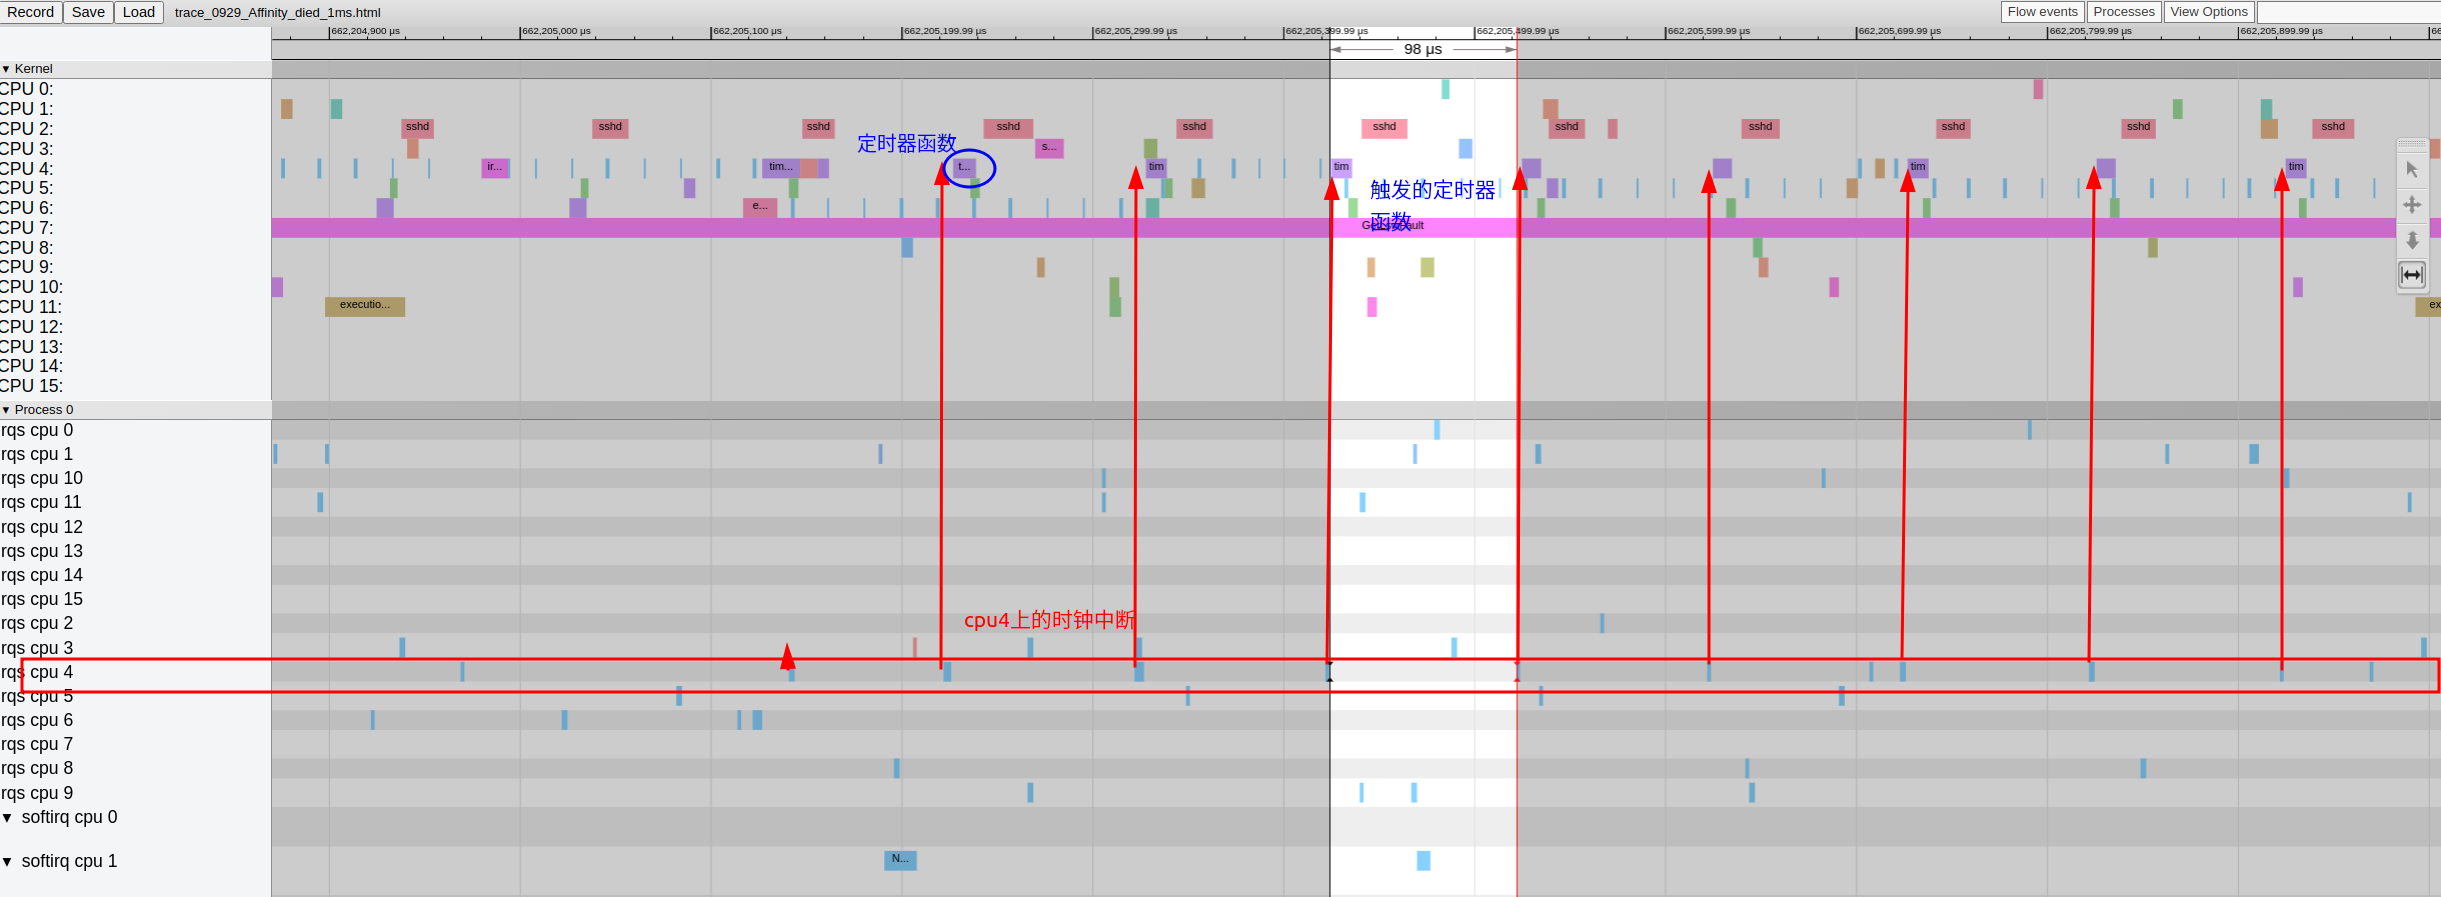 Record Save Load trace_0929_Affinity_died_1ms.html Flow events Processes View Options
662,204,900 μs 662,205,000 μs 662,205,100 μs 662,205,199.99 μs 662,205,299.99 μs 662,205,399.99 μs 662,205,499.99 μs 662,205,599.99 μs 662,205,699.99 μs 662,205,799.99 μs 662,205,899.99 μs 66
98 μs
▼ Kernel
CPU 0:
CPU 1:
CPU 2: sshd sshd sshd sshd sshd sshd sshd sshd sshd sshd sshd
定时器函数
CPU 3: s...
CPU 4: ir... tim... t... tim tim tim tim
CPU 5:
触发的定时器
函数
CPU 6: e...
CPU 7:
CPU 8:
CPU 9:
CPU 10:
CPU 11: executio... ex
CPU 12:
CPU 13:
CPU 14:
CPU 15:
▼ Process 0
rqs cpu 0
rqs cpu 1
rqs cpu 10
rqs cpu 11
rqs cpu 12
rqs cpu 13
rqs cpu 14
rqs cpu 15
rqs cpu 2
cpu4上的时钟中断
rqs cpu 3
rqs cpu 4
rqs cpu 5
rqs cpu 6
rqs cpu 7
rqs cpu 8
rqs cpu 9
▼ softirq cpu 0
▼ softirq cpu 1 N...